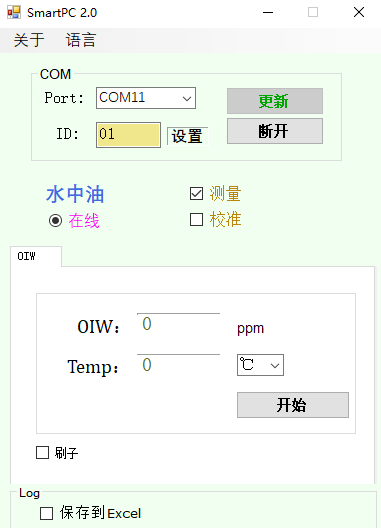 SmartPC 2.0
关于 语言
COM
Port: COM11 更新
ID: 01 设置 断开
水中油 测量
在线 校准
OIW
OIW: 0 ppm
Temp: 0 ℃
开始
刷子
Log
保存到Excel